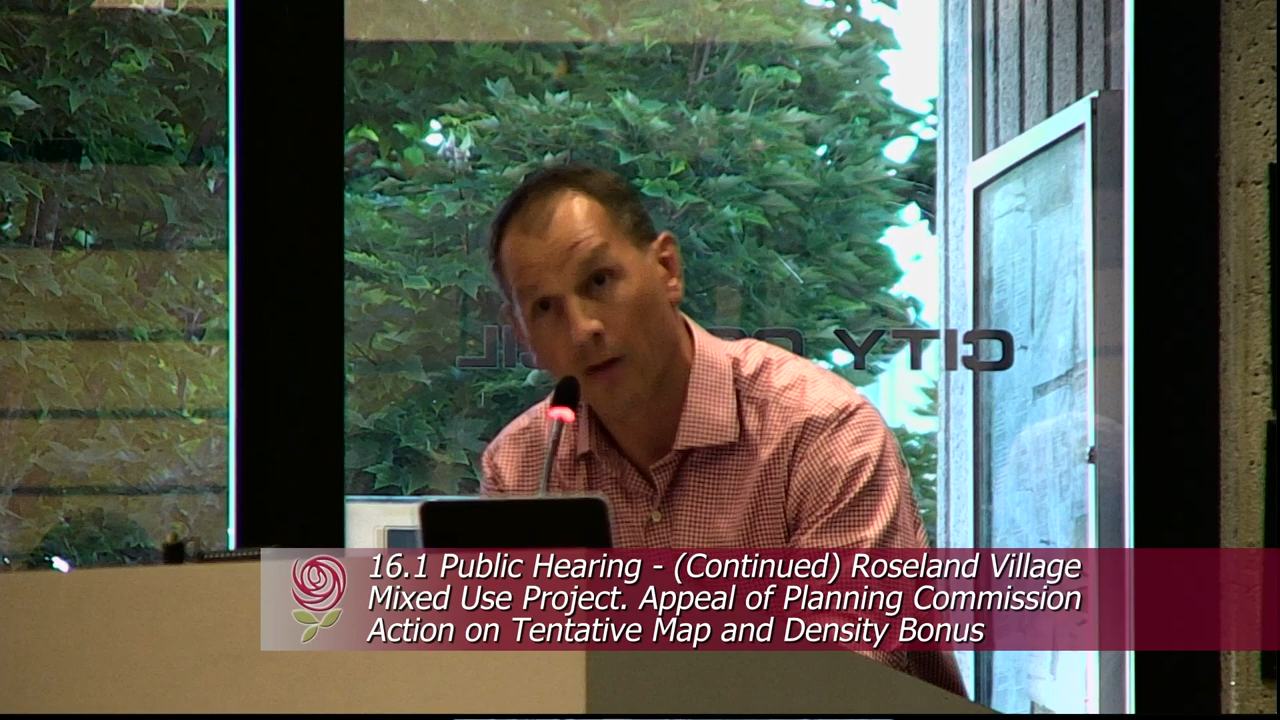 CITY
16.1 Public Hearing - (Continued) Roseland Village
Mixed Use Project. Appeal of Planning Commission
Action on Tentative Map and Density Bonus